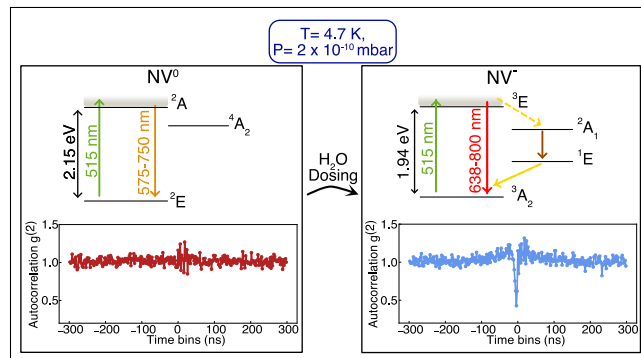 T= 4.7 K,
P= 2 x 10⁻¹⁰ mbar
NV⁰
²A
⁴A₂
2.15 eV
515 nm
575-750 nm
²E
Autocorrelation g(2)
1.5
1.0
0.5
-300 -200 -100 0 100 200 300
Time bins (ns)
H₂O
Dosing
NV⁻
³E
²A₁
¹E
1.94 eV
515 nm
638-800 nm
³A₂
Autocorrelation g(2)
1.5
1.0
0.5
-300 -200 -100 0 100 200 300
Time bins (ns)